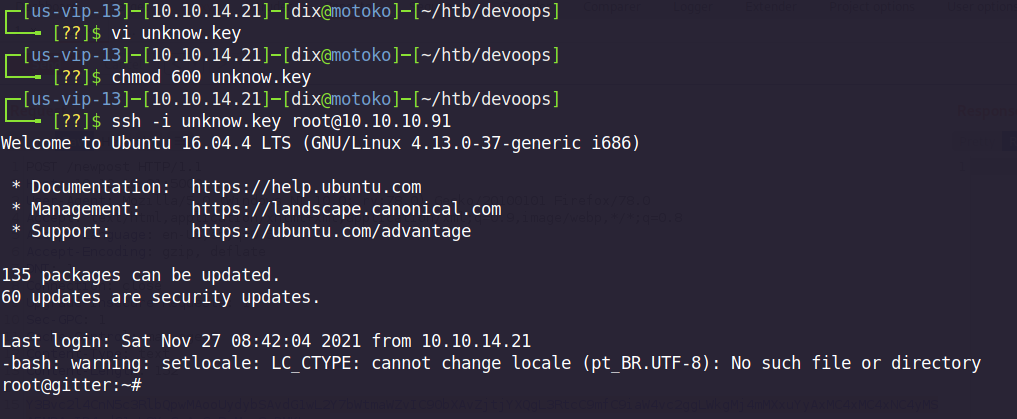 ┌─[us-vip-13]─[10.10.14.21]─[dix@motoko]─[~/htb/devoops]
└──╼ [??]$ vi unknow.key
┌─[us-vip-13]─[10.10.14.21]─[dix@motoko]─[~/htb/devoops]
└──╼ [??]$ chmod 600 unknow.key
┌─[us-vip-13]─[10.10.14.21]─[dix@motoko]─[~/htb/devoops]
└──╼ [??]$ ssh -i unknow.key root@10.10.10.91
Welcome to Ubuntu 16.04.4 LTS (GNU/Linux 4.13.0-37-generic i686)
* Documentation:  https://help.ubuntu.com
* Management:     https://landscape.canonical.com
* Support:        https://ubuntu.com/advantage
135 packages can be updated.
60 updates are security updates.
Last login: Sat Nov 27 08:42:04 2021 from 10.10.14.21
-bash: warning: setlocale: LC_CTYPE: cannot change locale (pt_BR.UTF-8): No such file or directory
root@gitter:~#